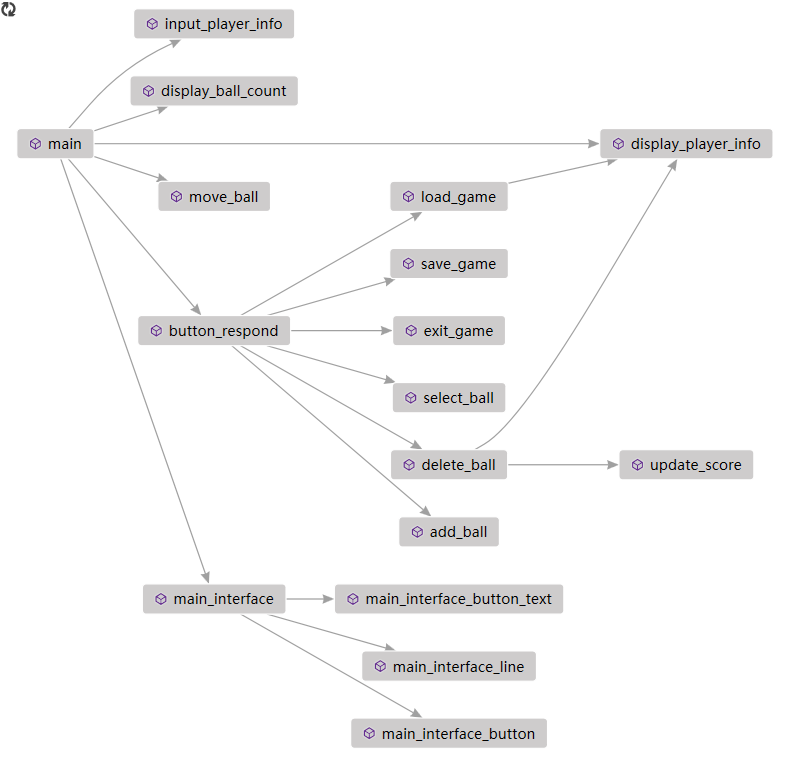 input_player_info
display_ball_count
main
display_player_info
move_ball
load_game
save_game
button_respond
exit_game
select_ball
delete_ball
update_score
add_ball
main_interface
main_interface_button_text
main_interface_line
main_interface_button